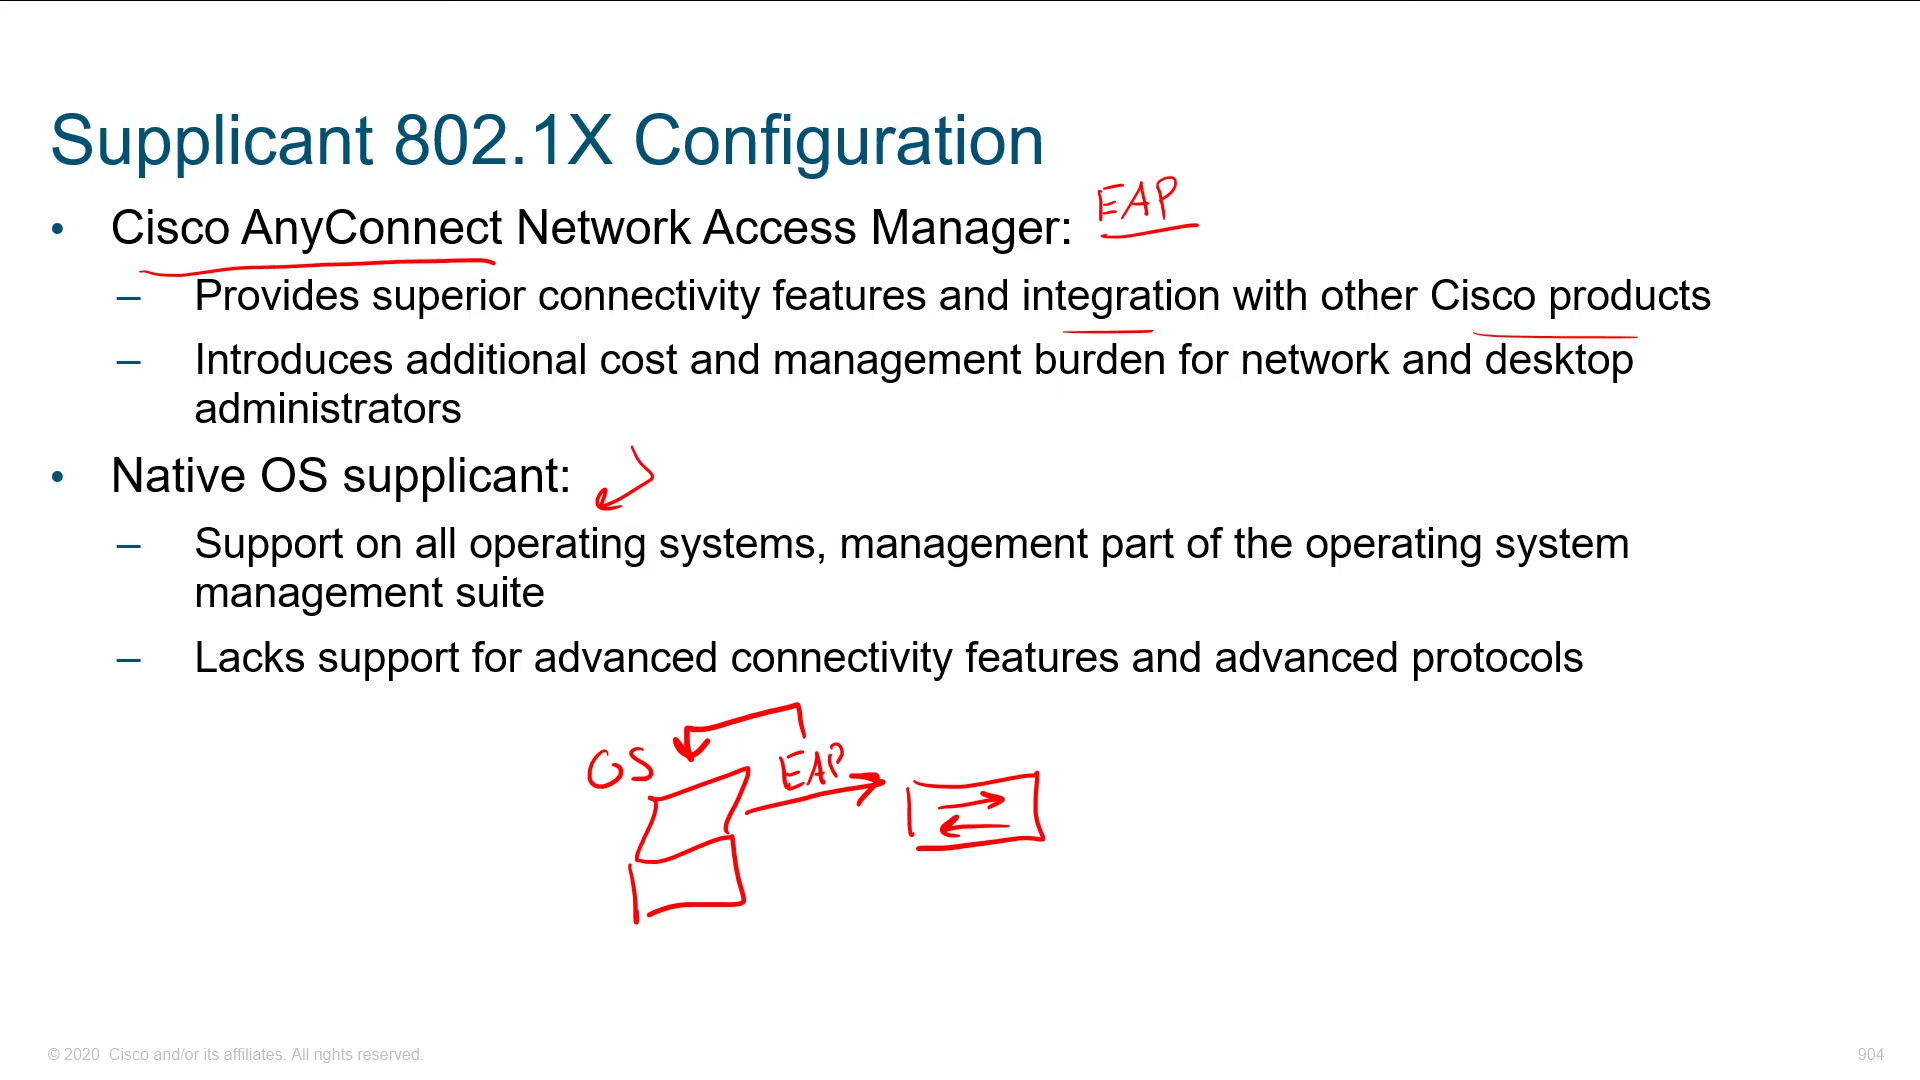 Supplicant 802.1X Configuration
• Cisco AnyConnect Network Access Manager: EAP
– Provides superior connectivity features and integration with other Cisco products
– Introduces additional cost and management burden for network and desktop
administrators
• Native OS supplicant:
– Support on all operating systems, management part of the operating system
management suite
– Lacks support for advanced connectivity features and advanced protocols
OS EAP
© 2020 Cisco and/or its affiliates. All rights reserved. 904